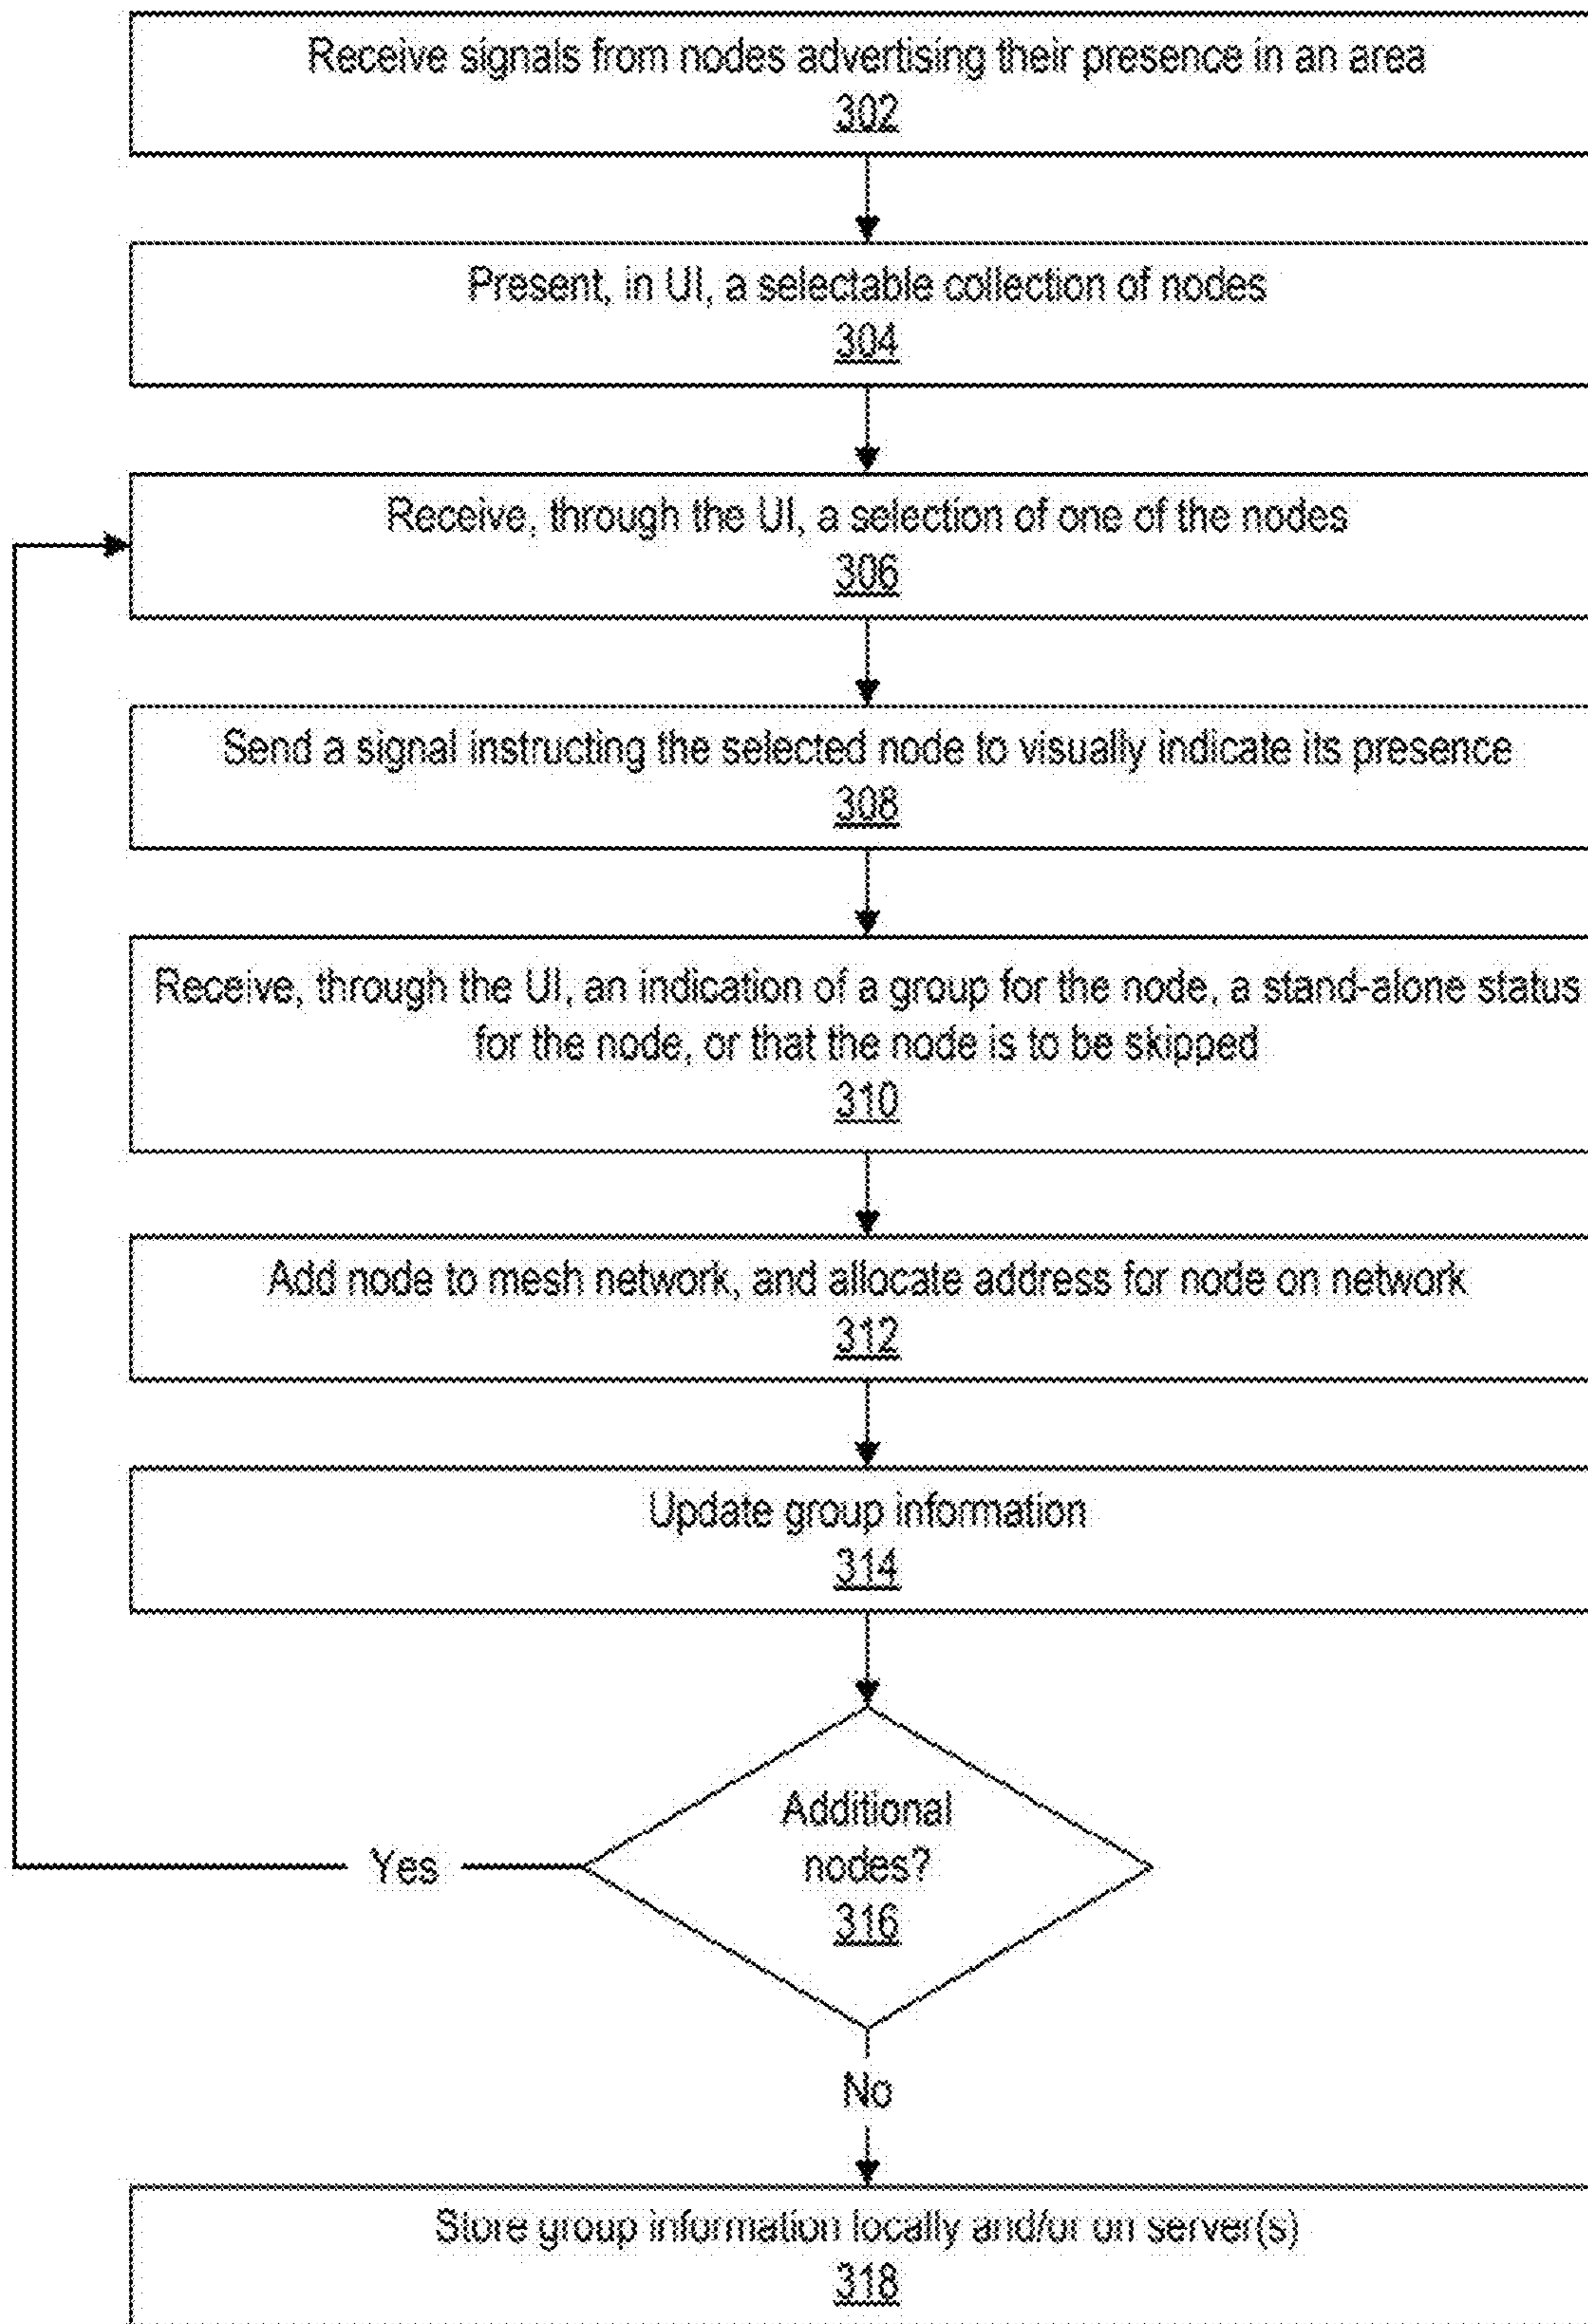 Receive signals from nodes advertising their presence in an area
302
Present, in UI, a selectable collection of nodes
304
Receive, through the UI, a selection of one of the nodes
306
Send a signal instructing the selected node to visually indicate its presence
308
Receive, through the UI, an indication of a group for the node, a stand-alone status
for the node, or that the node is to be skipped
310
Add node to mesh network, and allocate address for node on network
312
Update group information
314
Additional
nodes?
316
Yes
No
Store group information locally and/or on server(s)
318